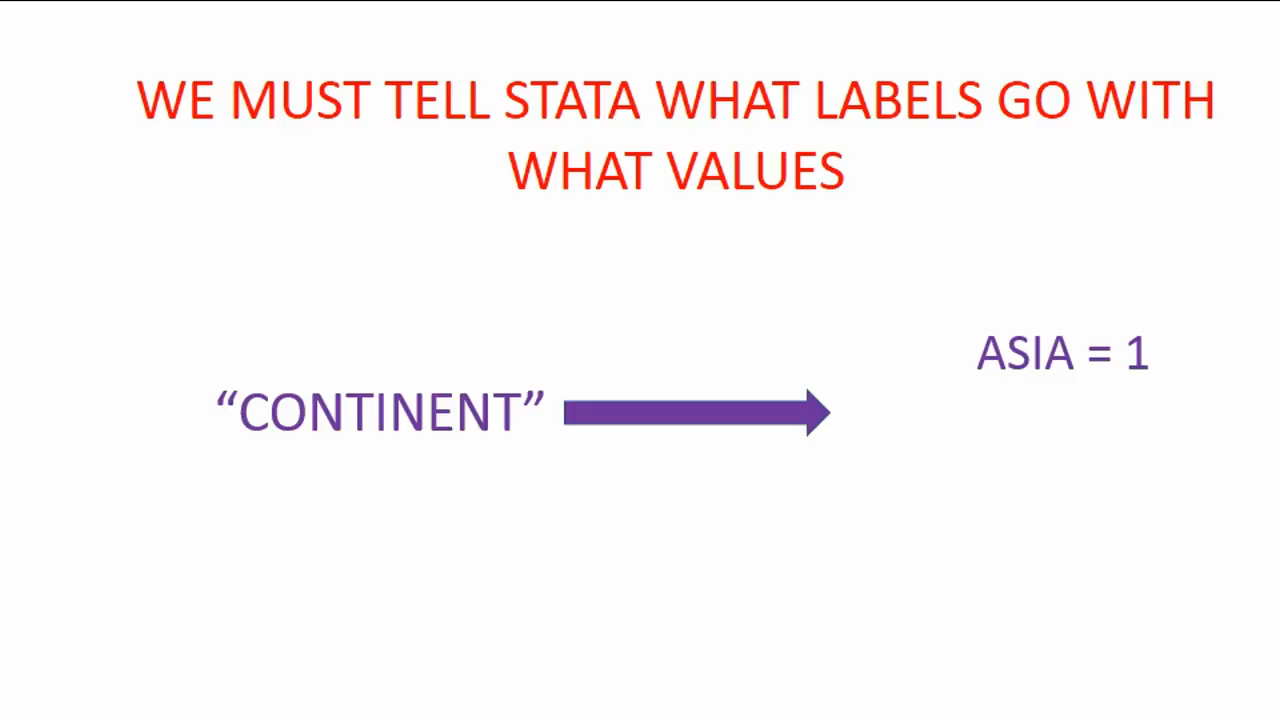 WE MUST TELL STATA WHAT LABELS GO WITH
WHAT VALUES
ASIA = 1
“CONTINENT”